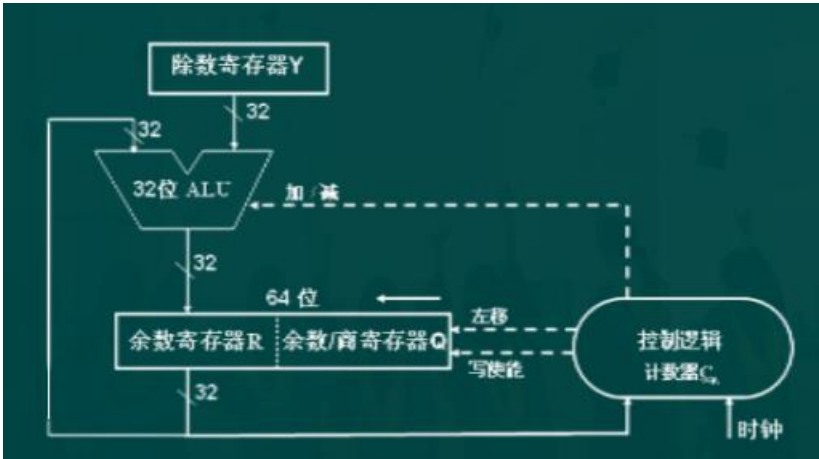 除数寄存器Y
32
32
32位 ALU
加/减
32
64 位
左移
余数寄存器R
余数/商寄存器Q
控制逻辑
计数器Cₙ
写使能
32
时钟